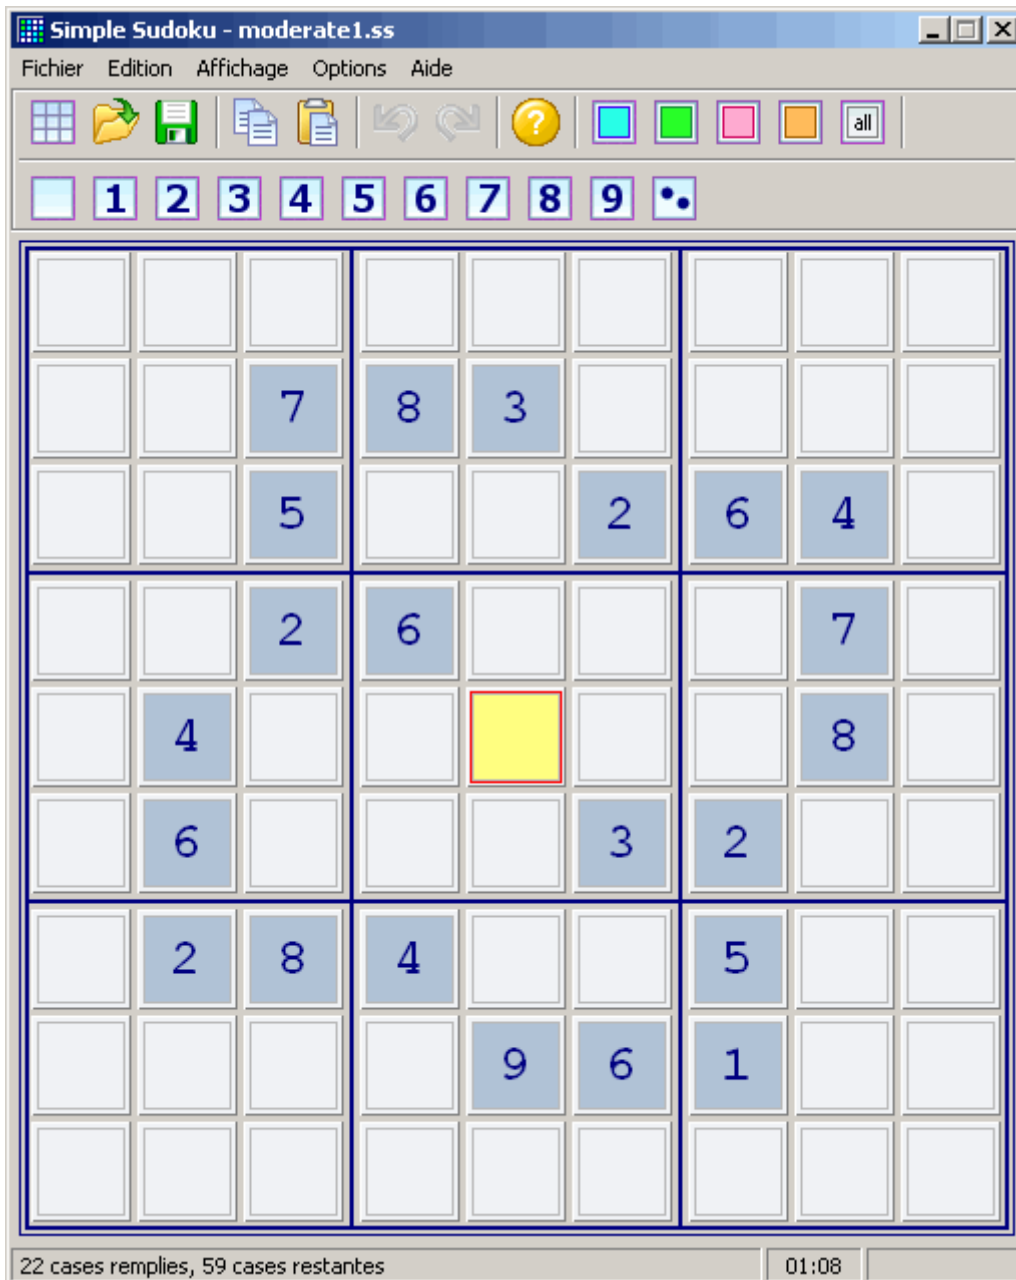 Simple Sudoku - moderate1.ss
Fichier Edition Affichage Options Aide
? all
1 2 3 4 5 6 7 8 9
7 8 3
5 2 6 4
2 6 7
4 8
6 3 2
2 8 4 5
9 6 1
22 cases remplies, 59 cases restantes 01:08